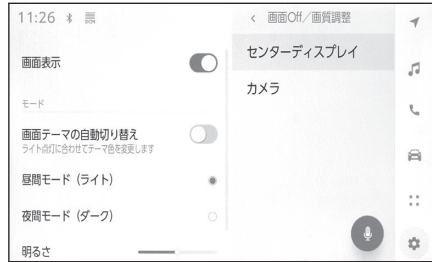 11:26
画面表示
モード
画面テーマの自動切り替え
ライト点灯に合わせてテーマ色を変更します
昼間モード（ライト）
夜間モード（ダーク）
明るさ
< 画面Off／画質調整
センターディスプレイ
カメラ